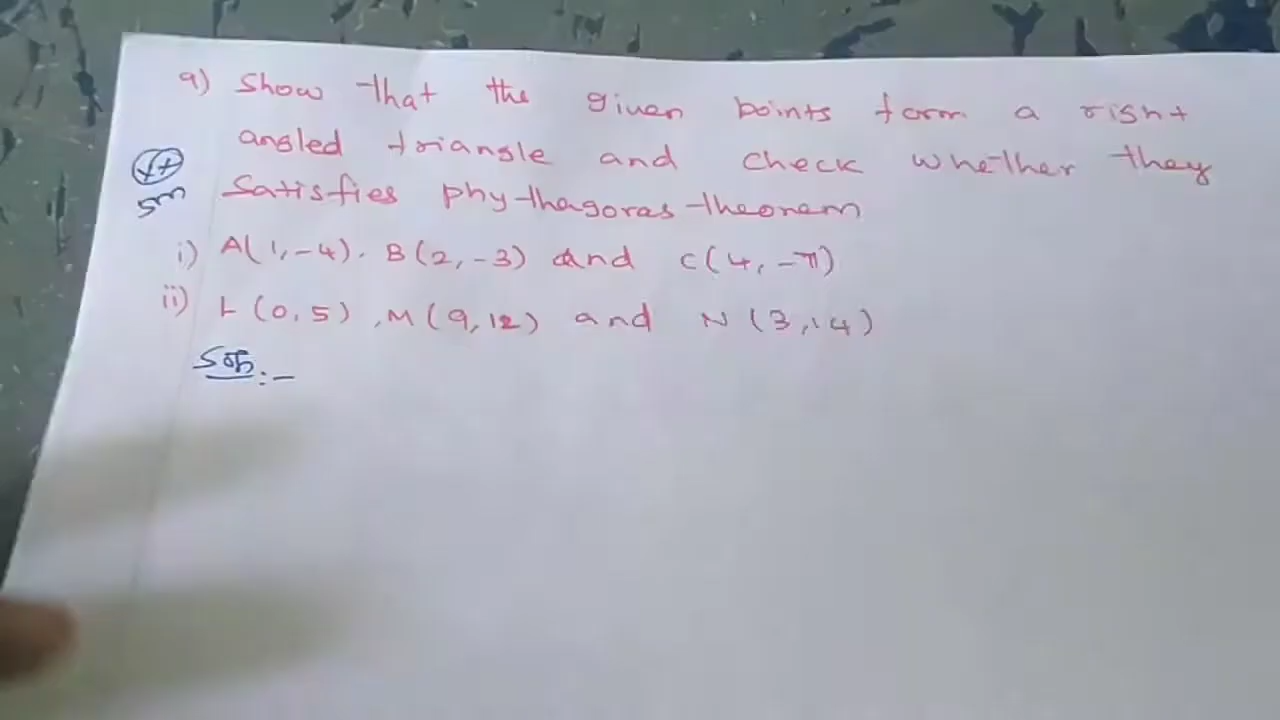 9) Show that the given points form a right
angled triangle and check whether they
5m satisfies phythagoras theorem
i) A(1,-4). B(2,-3) and C(4,-7)
ii) L(0,5), M(9,12) and N(3,14)
:-